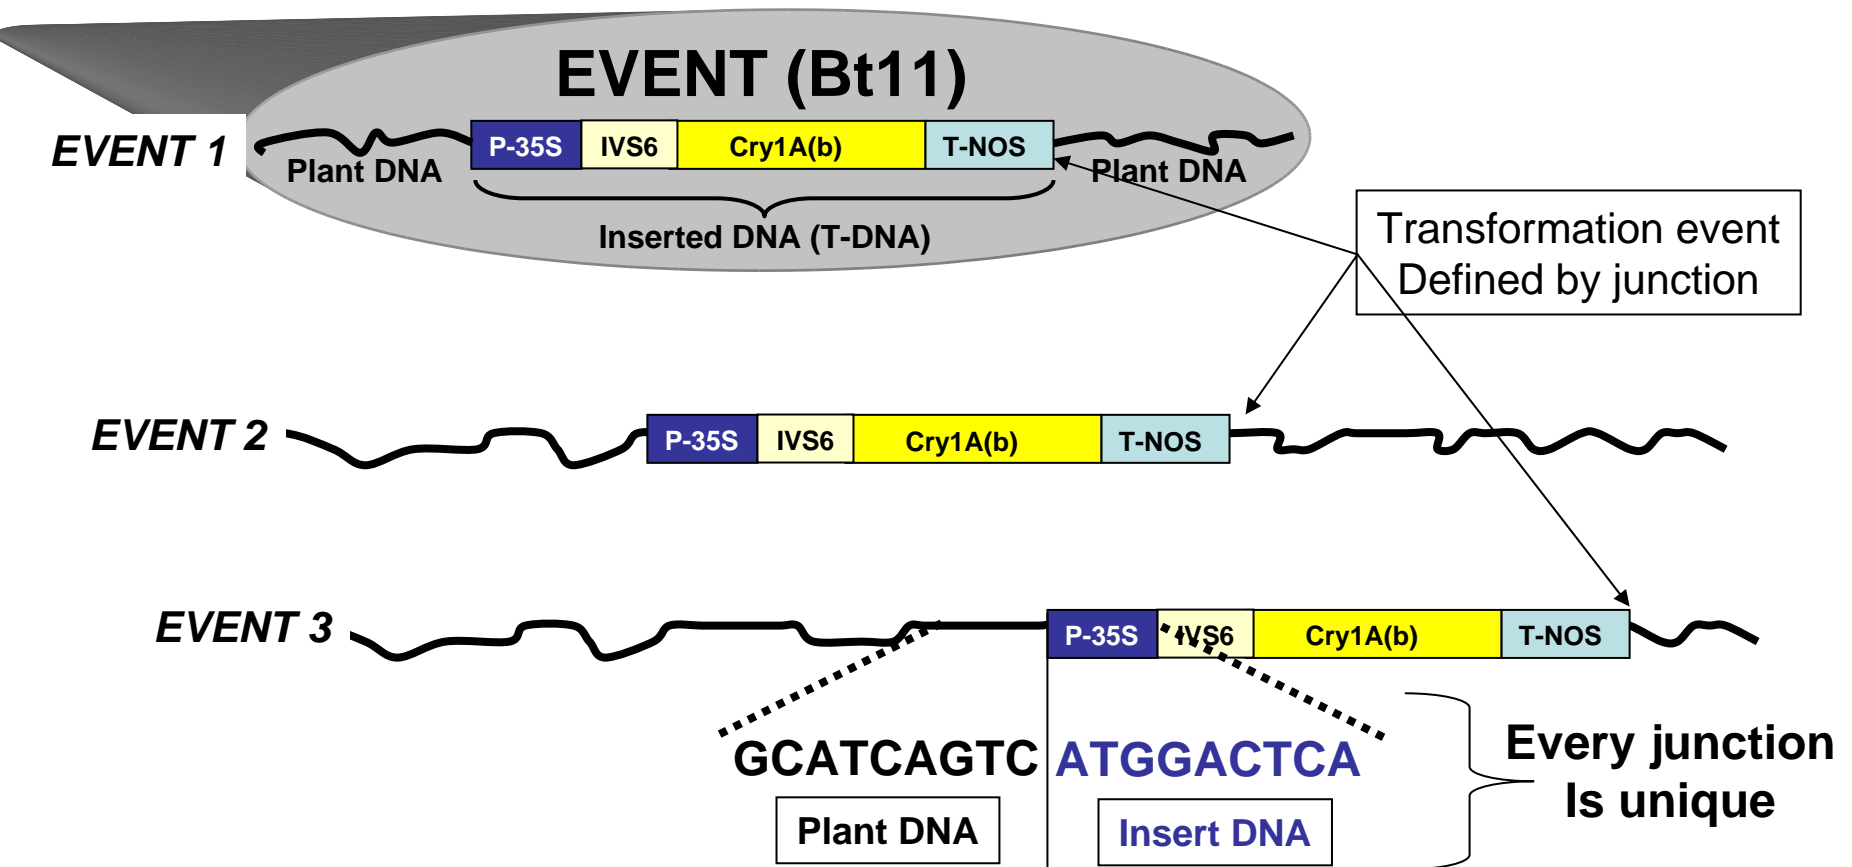 EVENT (Bt11)
EVENT 1
P-35S IVS6 Cry1A(b) T-NOS
Plant DNA
Plant DNA
Inserted DNA (T-DNA)
Transformation event
Defined by junction
EVENT 2
P-35S IVS6 Cry1A(b) T-NOS
EVENT 3
P-35S IVS6 Cry1A(b) T-NOS
GCATCAGTC ATGGACTCA
Plant DNA
Insert DNA
Every junction
Is unique